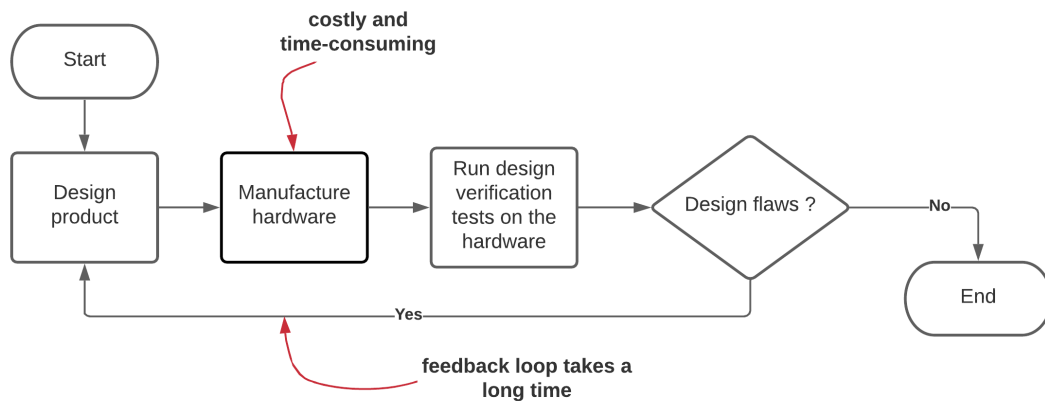 costly and
time-consuming
Start
Design
product
Manufacture
hardware
Run design
verification
tests on the
hardware
Design flaws ?
No
End
Yes
feedback loop takes a
long time